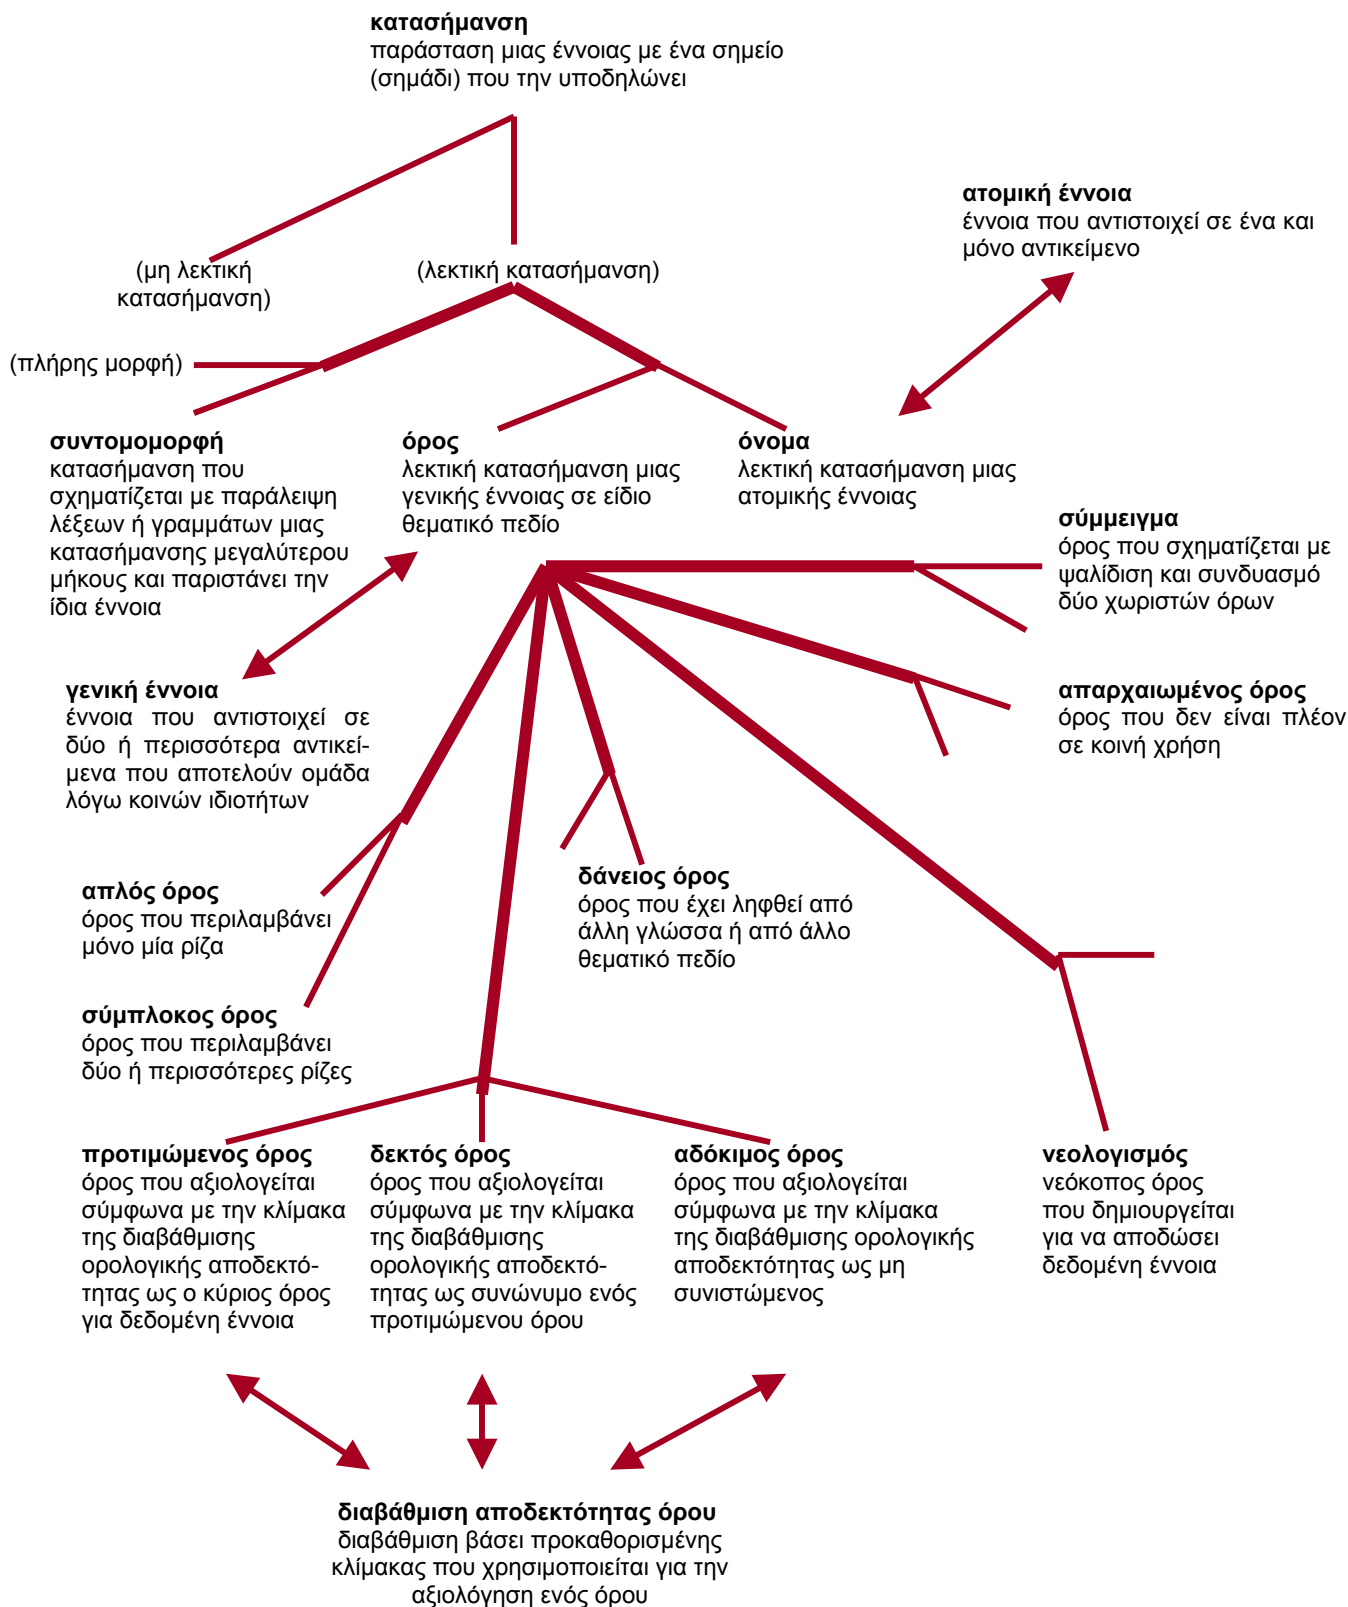 κατασήμανση
παράσταση μιας έννοιας με ένα σημείο
(σημάδι) που την υποδηλώνει
ατομική έννοια
έννοια που αντιστοιχεί σε ένα και
μόνο αντικείμενο
(μη λεκτική
κατασήμανση)
(λεκτική κατασήμανση)
(πλήρης μορφή)
συντομομορφή
κατασήμανση που
σχηματίζεται με παράλειψη
λέξεων ή γραμμάτων μιας
κατασήμανσης μεγαλύτερου
μήκους και παριστάνει την
ίδια έννοια
όρος
λεκτική κατασήμανση μιας
γενικής έννοιας σε είδιο
θεματικό πεδίο
όνομα
λεκτική κατασήμανση μιας
ατομικής έννοιας
σύμμειγμα
όρος που σχηματίζεται με
ψαλίδιση και συνδυασμό
δύο χωριστών όρων
γενική έννοια
έννοια που αντιστοιχεί σε
δύο ή περισσότερα αντικεί-
μενα που αποτελούν ομάδα
λόγω κοινών ιδιοτήτων
απαρχαιωμένος όρος
όρος που δεν είναι πλέον
σε κοινή χρήση
απλός όρος
όρος που περιλαμβάνει
μόνο μία ρίζα
δάνειος όρος
όρος που έχει ληφθεί από
άλλη γλώσσα ή από άλλο
θεματικό πεδίο
σύμπλοκος όρος
όρος που περιλαμβάνει
δύο ή περισσότερες ρίζες
προτιμώμενος όρος
όρος που αξιολογείται
σύμφωνα με την κλίμακα
της διαβάθμισης
ορολογικής αποδεκτό-
τητας ως ο κύριος όρος
για δεδομένη έννοια
δεκτός όρος
όρος που αξιολογείται
σύμφωνα με την κλίμακα
της διαβάθμισης
ορολογικής αποδεκτό-
τητας ως συνώνυμο ενός
προτιμώμενου όρου
αδόκιμος όρος
όρος που αξιολογείται
σύμφωνα με την κλίμακα
της διαβάθμισης ορολογικής
αποδεκτότητας ως μη
συνιστώμενος
νεολογισμός
νεόκοπος όρος
που δημιουργείται
για να αποδώσει
δεδομένη έννοια
διαβάθμιση αποδεκτότητας όρου
διαβάθμιση βάσει προκαθορισμένης
κλίμακας που χρησιμοποιείται για την
αξιολόγηση ενός όρου